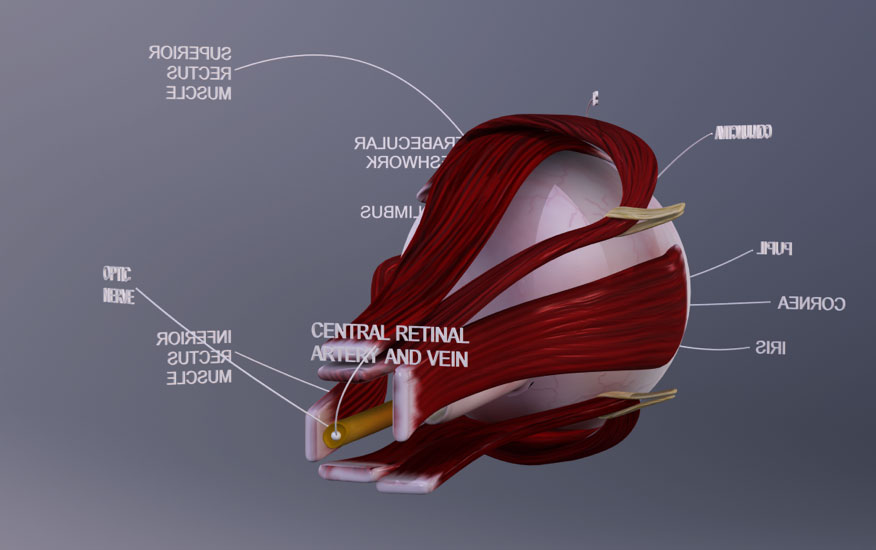 SUPERIOR
RECTUS
MUSCLE
TRABECULAR
MESHWORK
LIMBUS
CONJUNCTIVA
PUPIL
OPTIC
NERVE
CORNEA
CENTRAL RETINAL
ARTERY AND VEIN
INFERIOR
RECTUS
MUSCLE
IRIS